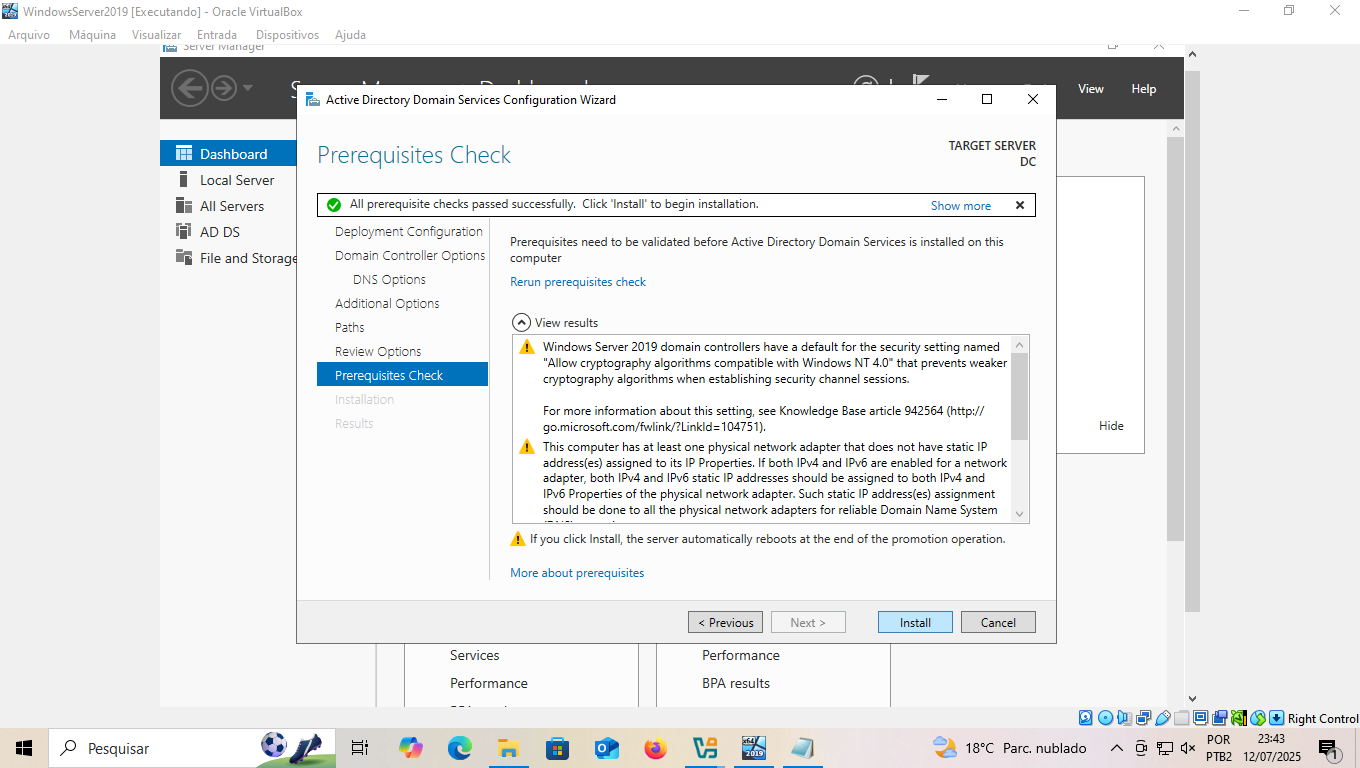 WindowsServer2019 [Executando] - Oracle VirtualBox
Arquivo Máquina Visualizar Entrada Dispositivos Ajuda
Server Manager
View Help
Active Directory Domain Services Configuration Wizard
Dashboard
Local Server
All Servers
AD DS
File and Storage
Prerequisites Check
TARGET SERVER
DC
All prerequisite checks passed successfully. Click 'Install' to begin installation.
Show more
Deployment Configuration
Domain Controller Options
DNS Options
Additional Options
Paths
Review Options
Prerequisites Check
Installation
Results
Prerequisites need to be validated before Active Directory Domain Services is installed on this
computer
Rerun prerequisites check
View results
Windows Server 2019 domain controllers have a default for the security setting named
"Allow cryptography algorithms compatible with Windows NT 4.0" that prevents weaker
cryptography algorithms when establishing security channel sessions.
For more information about this setting, see Knowledge Base article 942564 (http://
go.microsoft.com/fwlink/?LinkId=104751).
This computer has at least one physical network adapter that does not have static IP
address(es) assigned to its IP Properties. If both IPv4 and IPv6 are enabled for a network
adapter, both IPv4 and IPv6 static IP addresses should be assigned to both IPv4 and
IPv6 Properties of the physical network adapter. Such static IP address(es) assignment
should be done to all the physical network adapters for reliable Domain Name System
If you click Install, the server automatically reboots at the end of the promotion operation.
More about prerequisites
< Previous
Next >
Install
Cancel
Hide
Services
Performance
Performance
BPA results
Right Control
Pesquisar
x64
2019
18°C Parc. nublado
POR
PTB2
23:43
12/07/2025
1